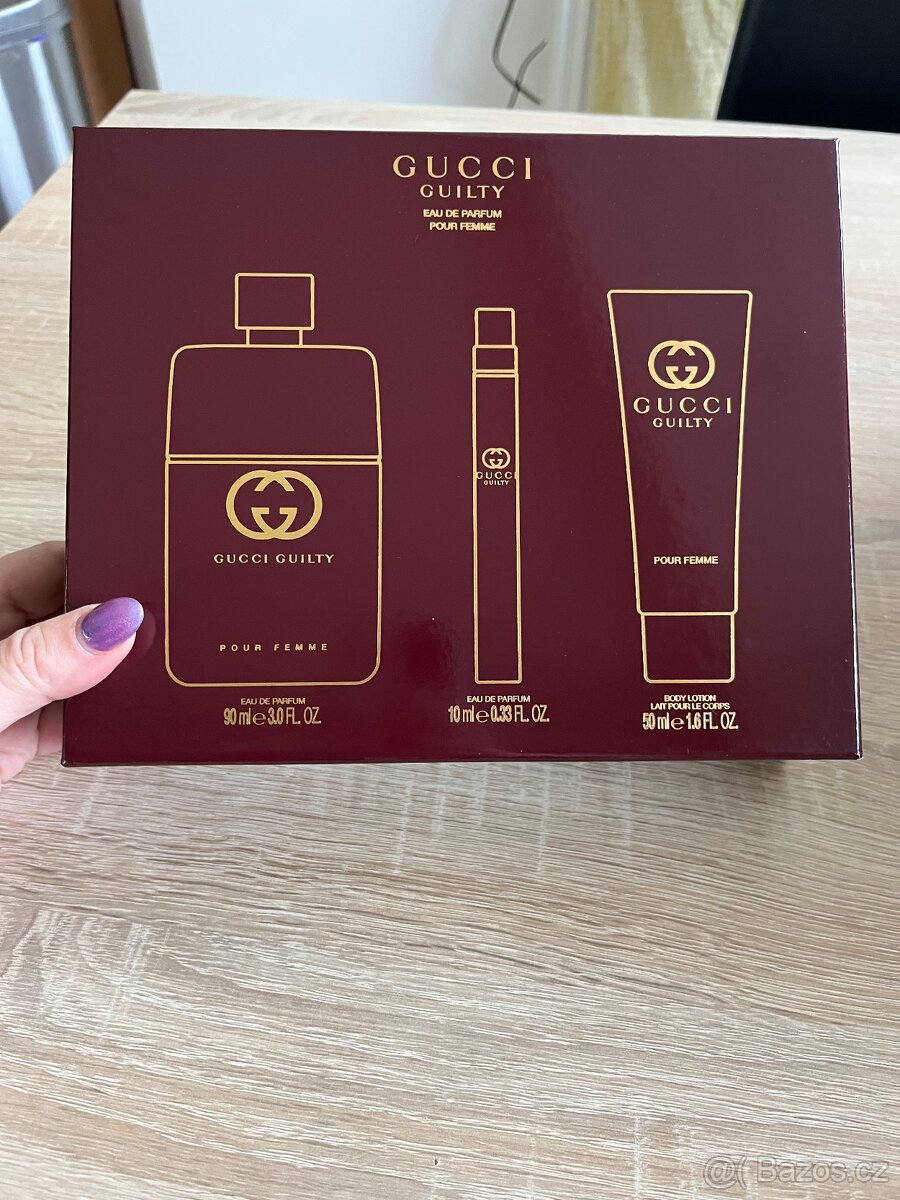 GUCCI
GUILTY
EAU DE PARFUM
POUR FEMME
GUCCI GUILTY
POUR FEMME
EAU DE PARFUM
90 ml e 3.0 FL. OZ.
GUCCI
GUILTY
EAU DE PARFUM
10 ml e 0.33 FL. OZ.
GUCCI
GUILTY
POUR FEMME
BODY LOTION
LAIT POUR LE CORPS
50 ml e 1.6 FL. OZ.
@( Bazos.cz